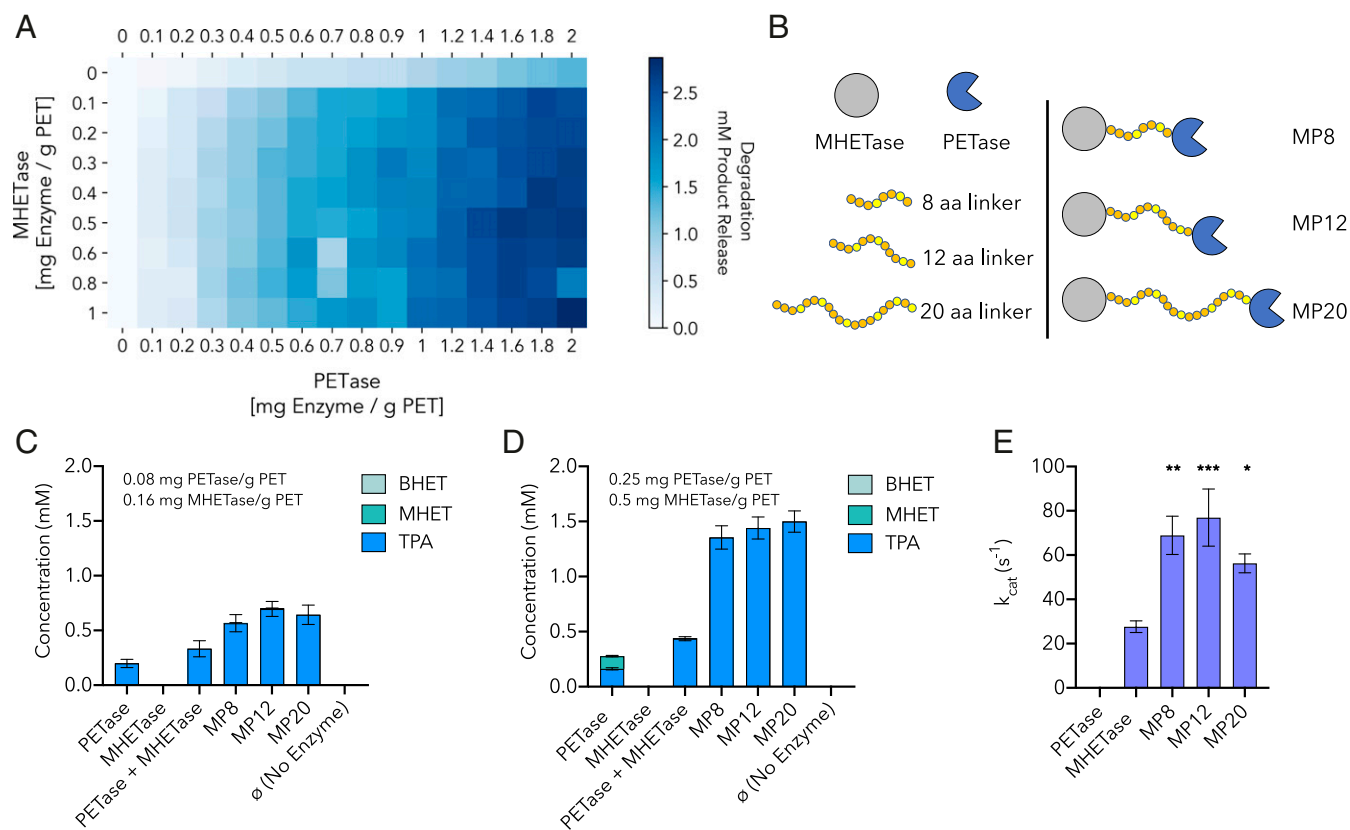 A
0 0.1 0.2 0.3 0.4 0.5 0.6 0.7 0.8 0.9 1 1.2 1.4 1.6 1.8 2
MHETase
[mg Enzyme / g PET]
0
0.1
0.2
0.3
0.4
0.5
0.6
0.8
1
0 0.1 0.2 0.3 0.4 0.5 0.6 0.7 0.8 0.9 1 1.2 1.4 1.6 1.8 2
PETase
[mg Enzyme / g PET]
2.5
2.0
1.5
1.0
0.5
0.0
Degradation
mM Product Release
B
MHETase
PETase
8 aa linker
12 aa linker
20 aa linker
MP8
MP12
MP20
C
Concentration (mM)
2.0
1.5
1.0
0.5
0.0
0.08 mg PETase/g PET
0.16 mg MHETase/g PET
BHET
MHET
TPA
PETase
MHETase
PETase + MHETase
MP8
MP12
MP20
ø (No Enzyme)
D
Concentration (mM)
2.0
1.5
1.0
0.5
0.0
0.25 mg PETase/g PET
0.5 mg MHETase/g PET
BHET
MHET
TPA
PETase
MHETase
PETase + MHETase
MP8
MP12
MP20
ø (No Enzyme)
E
kcat (s-1)
100
80
60
40
20
0
**
***
*
PETase
MHETase
MP8
MP12
MP20